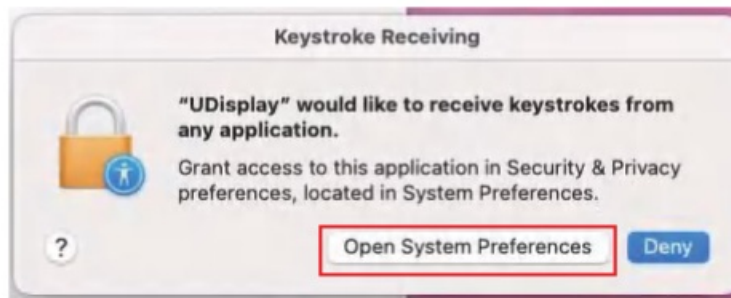 Keystroke Receiving
“UDisplay” would like to receive keystrokes from
any application.
Grant access to this application in Security & Privacy
preferences, located in System Preferences.
?
Open System Preferences
Deny